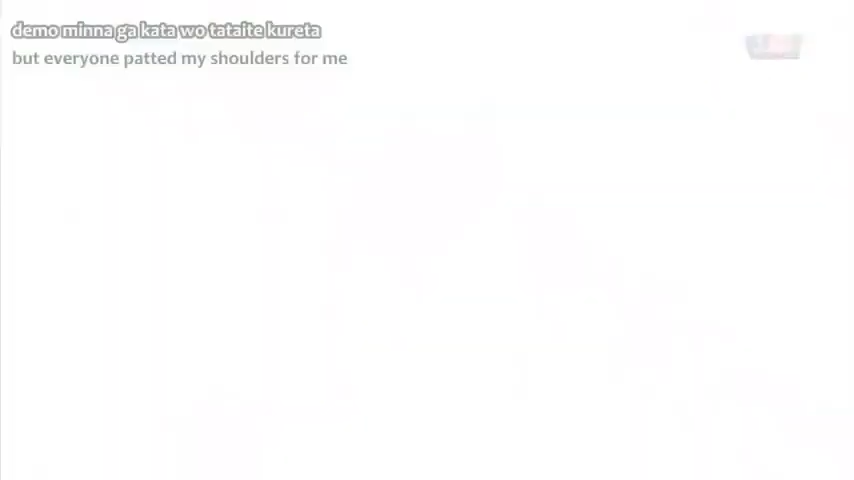 demo minna ga kata wo tataite kureta
but everyone patted my shoulders for me